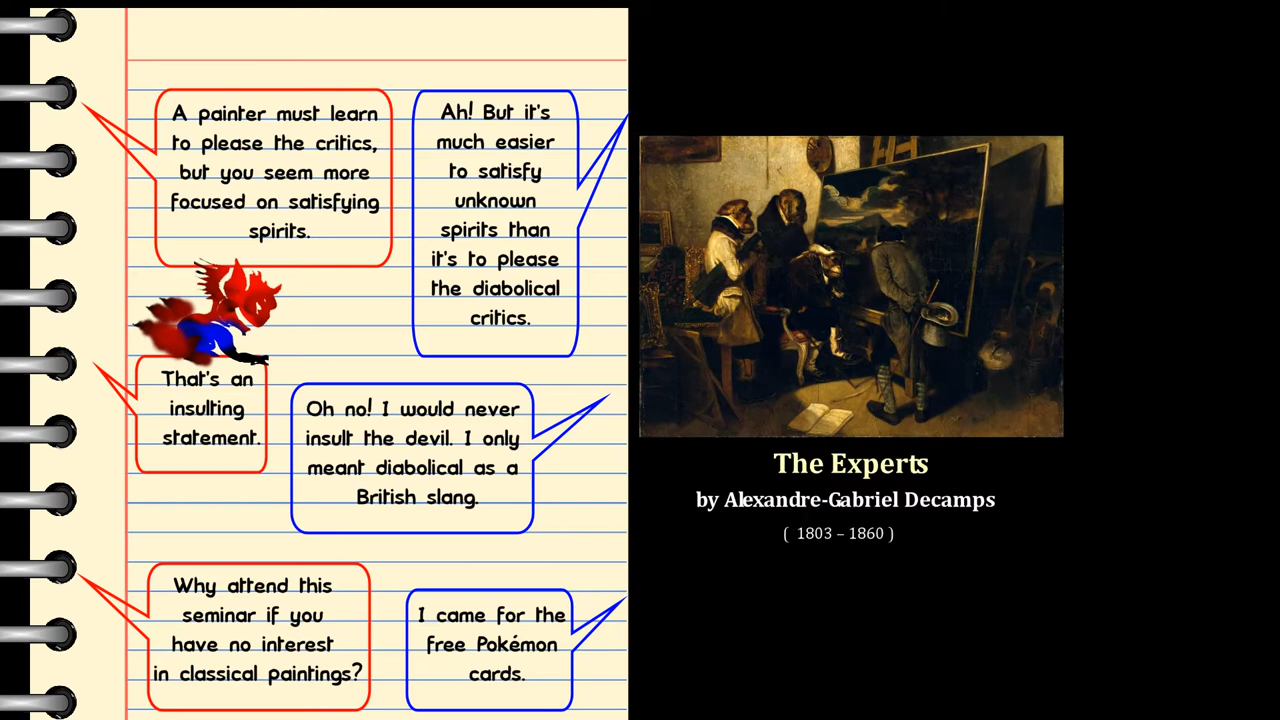 A painter must learn
to please the critics,
but you seem more
focused on satisfying
spirits.
Ah! But it's
much easier
to satisfy
unknown
spirits than
it's to please
the diabolical
critics.
That's an
insulting
statement.
Oh no! I would never
insult the devil. I only
meant diabolical as a
British slang.
Why attend this
seminar if you
have no interest
in classical paintings?
I came for the
free Pokémon
cards.
The Experts
by Alexandre-Gabriel Decamps
( 1803 – 1860 )